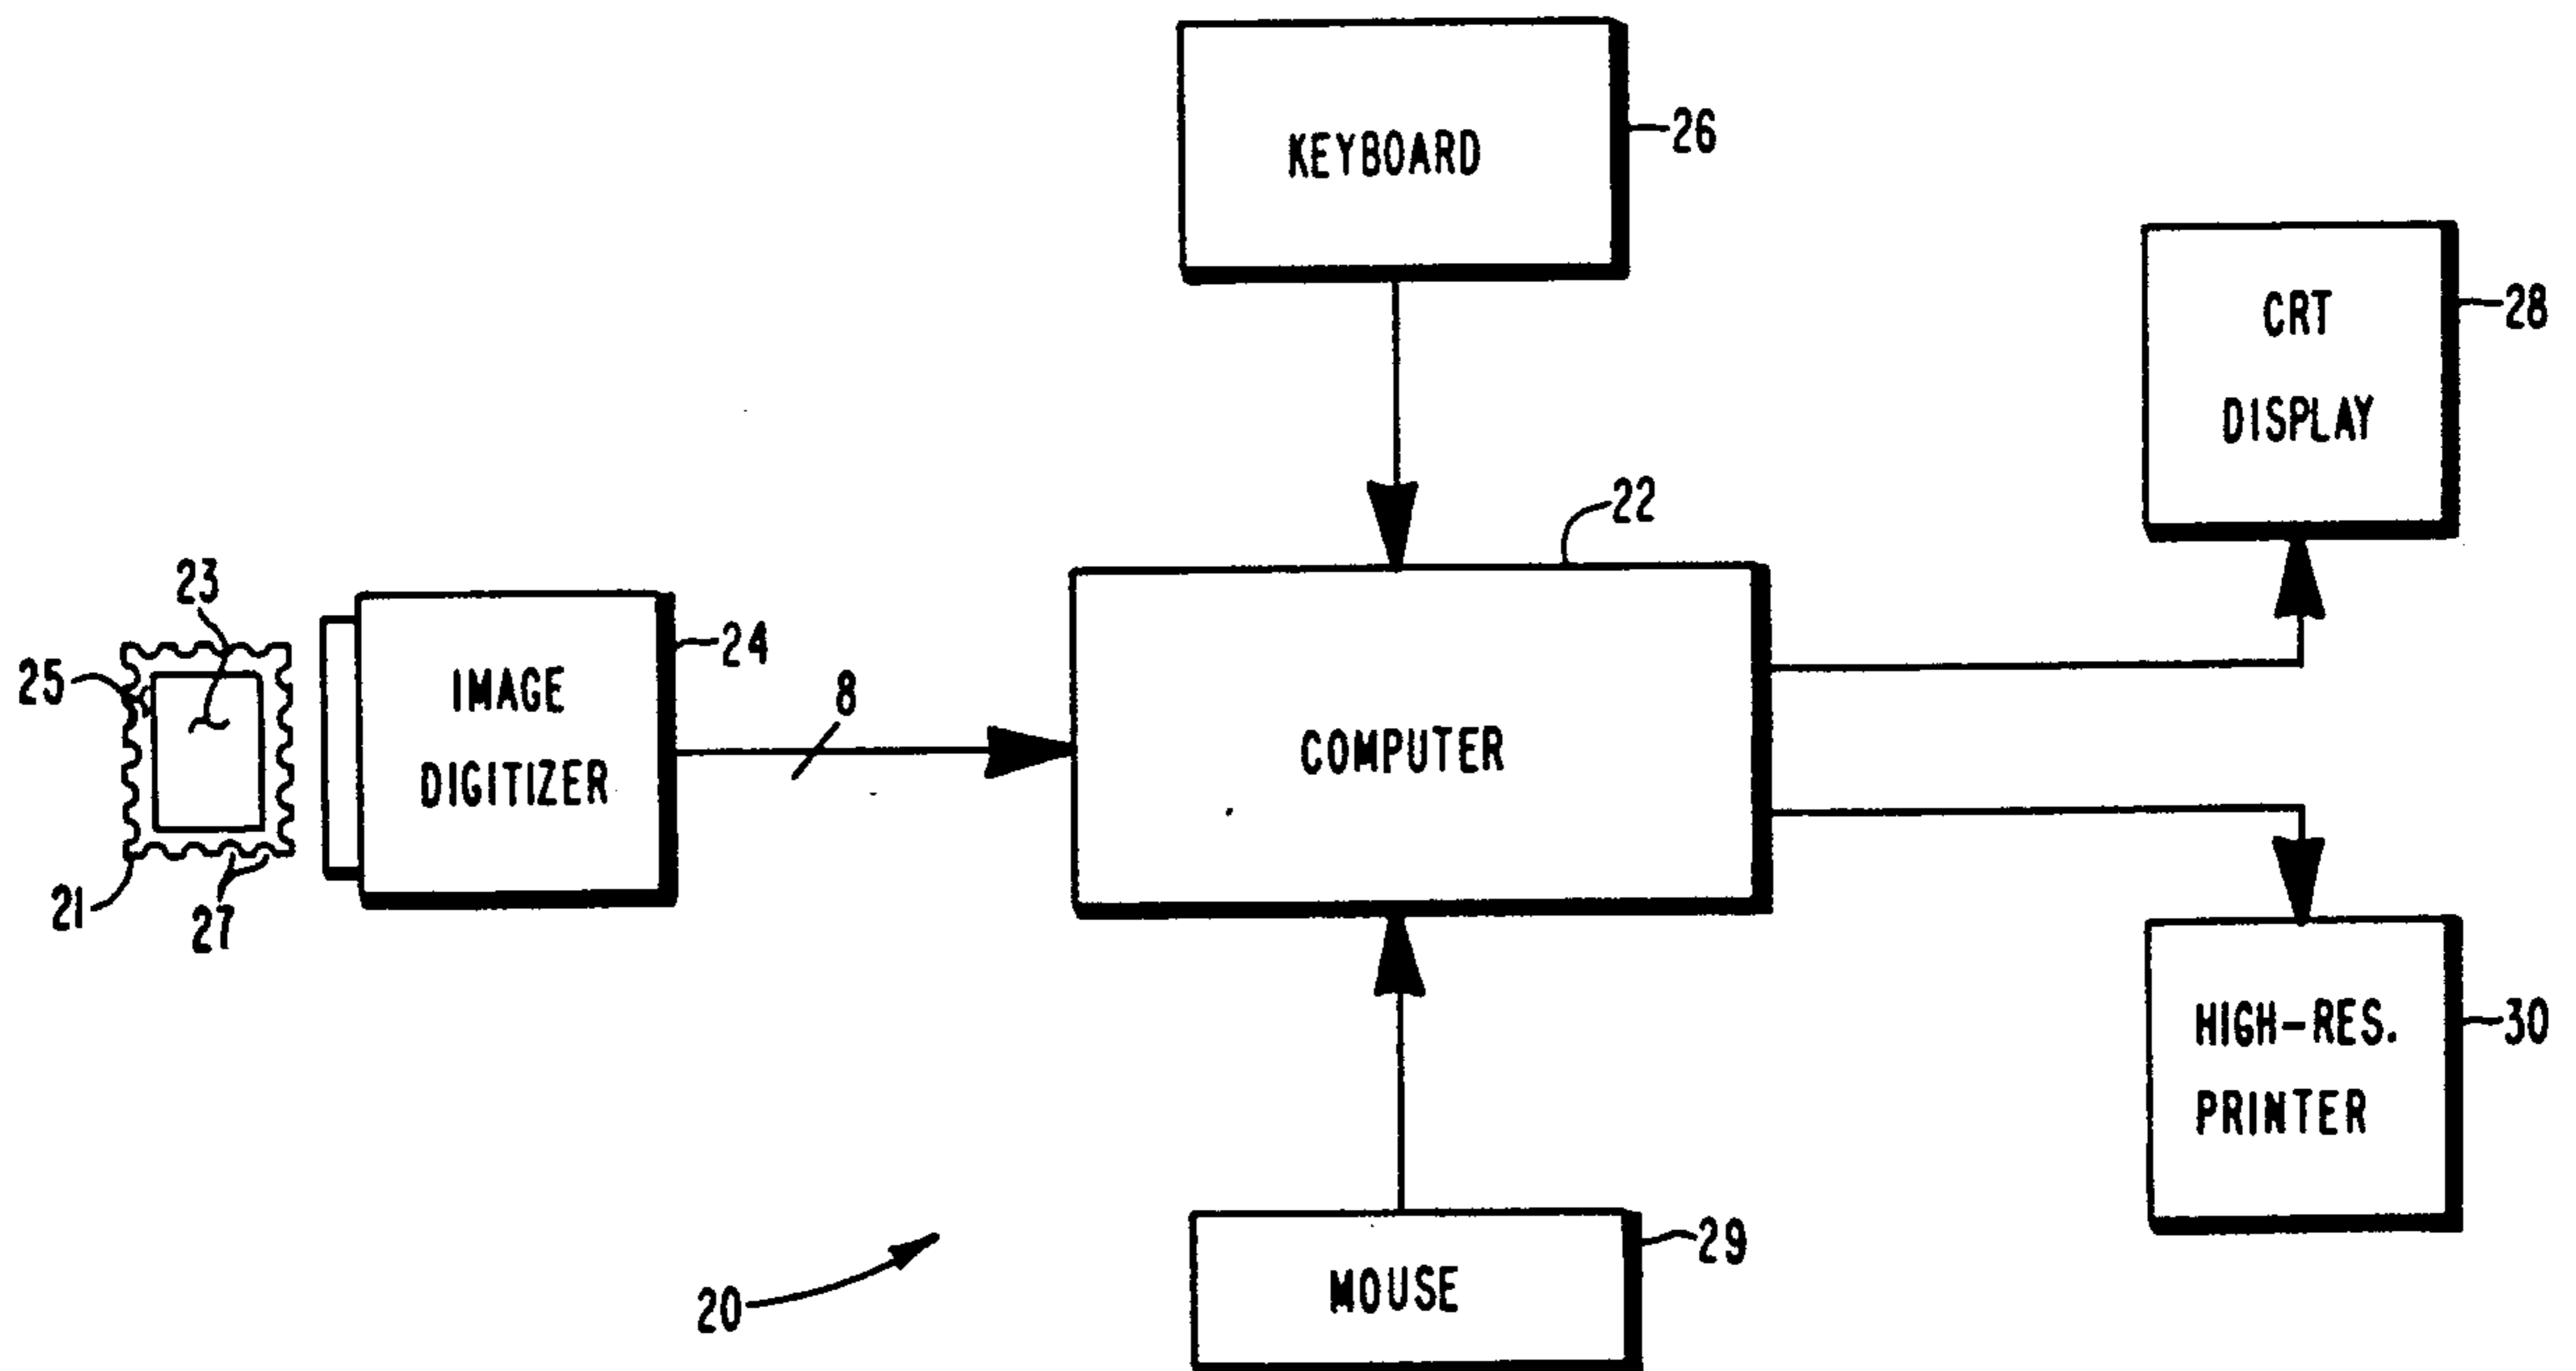 KEYBOARD
26
CRT
DISPLAY
28
22
23
25
IMAGE
DIGITIZER
24
8
COMPUTER
21
27
HIGH-RES.
PRINTER
30
20
MOUSE
29